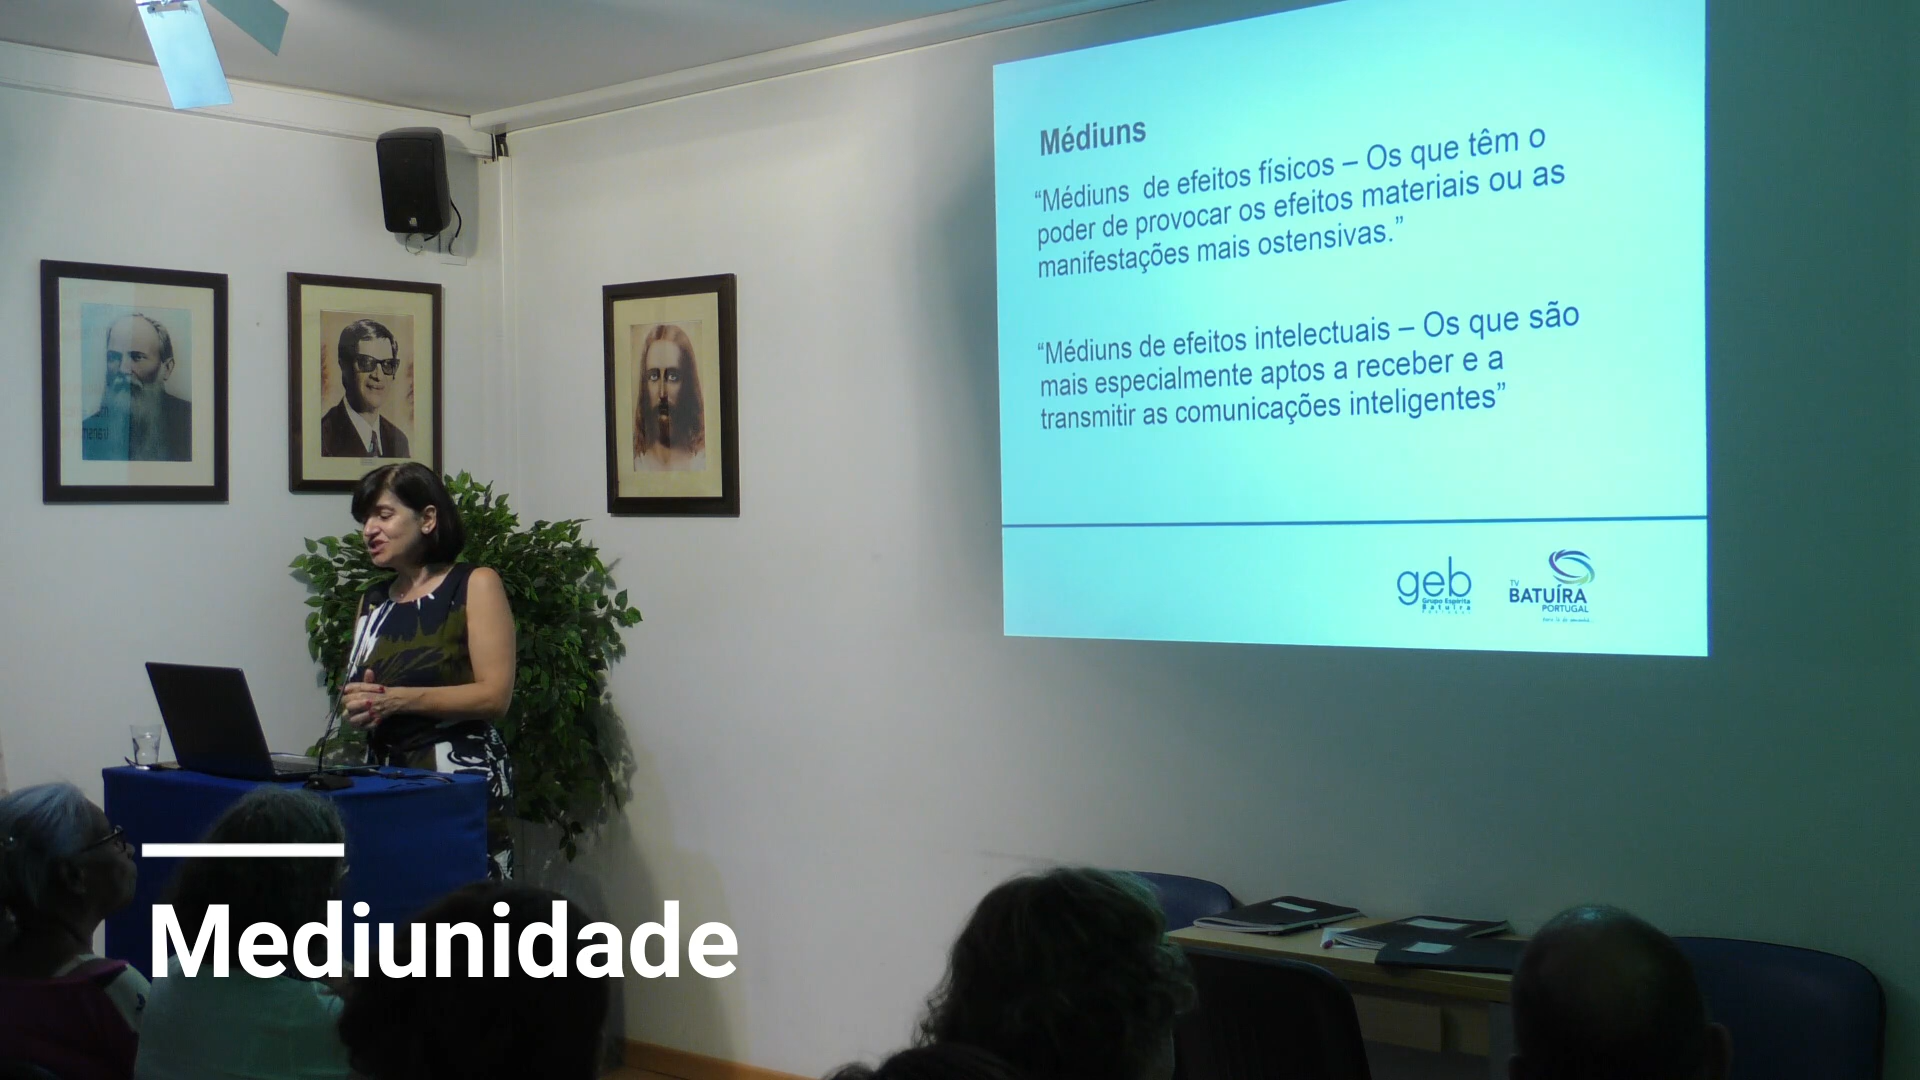 Médiuns
“Médiuns de efeitos físicos – Os que têm o
poder de provocar os efeitos materiais ou as
manifestações mais ostensivas.”
“Médiuns de efeitos intelectuais – Os que são
mais especialmente aptos a receber e a
transmitir as comunicações inteligentes”
geb
Grupo Espírita
Batuíra
TV
BATUÍRA
PORTUGAL
Mediunidade